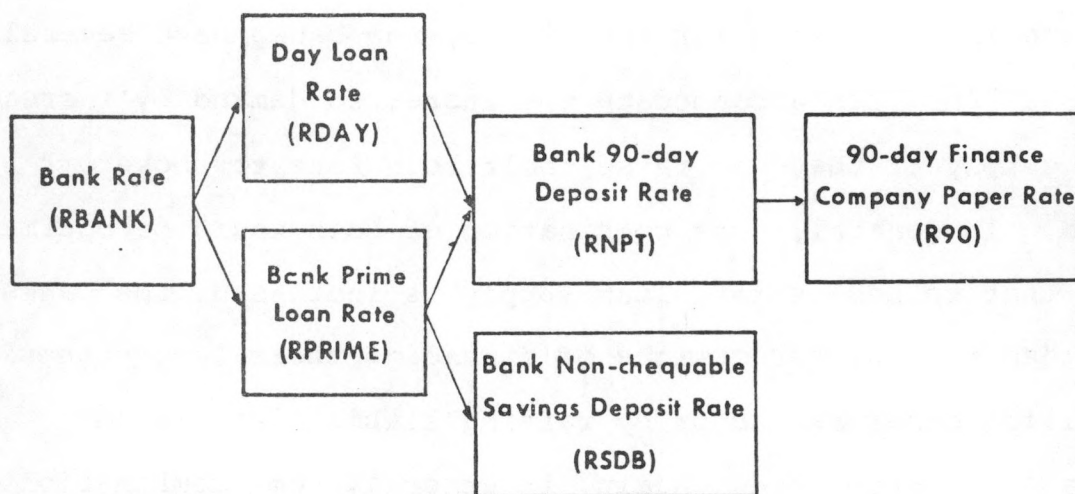 Day Loan
Rate
(RDAY)
Bank Rate
(RBANK)
Bank 90-day
Deposit Rate
(RNPT)
90-day Finance
Company Paper Rate
(R90)
Bank Prime
Loan Rate
(RPRIME)
Bank Non-chequable
Savings Deposit Rate
(RSDB)